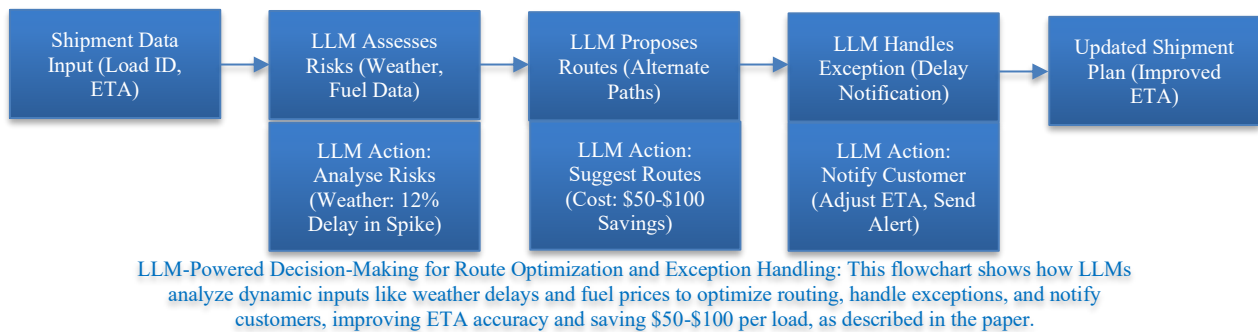 Shipment Data
Input (Load ID,
ETA)
LLM Assesses
Risks (Weather,
Fuel Data)
LLM Proposes
Routes (Alternate
Paths)
LLM Handles
Exception (Delay
Notification)
Updated Shipment
Plan (Improved
ETA)
LLM Action:
Analyse Risks
(Weather: 12%
Delay in Spike)
LLM Action:
Suggest Routes
(Cost: $50-$100
Savings)
LLM Action:
Notify Customer
(Adjust ETA, Send
Alert)
LLM-Powered Decision-Making for Route Optimization and Exception Handling: This flowchart shows how LLMs
analyze dynamic inputs like weather delays and fuel prices to optimize routing, handle exceptions, and notify
customers, improving ETA accuracy and saving $50-$100 per load, as described in the paper.